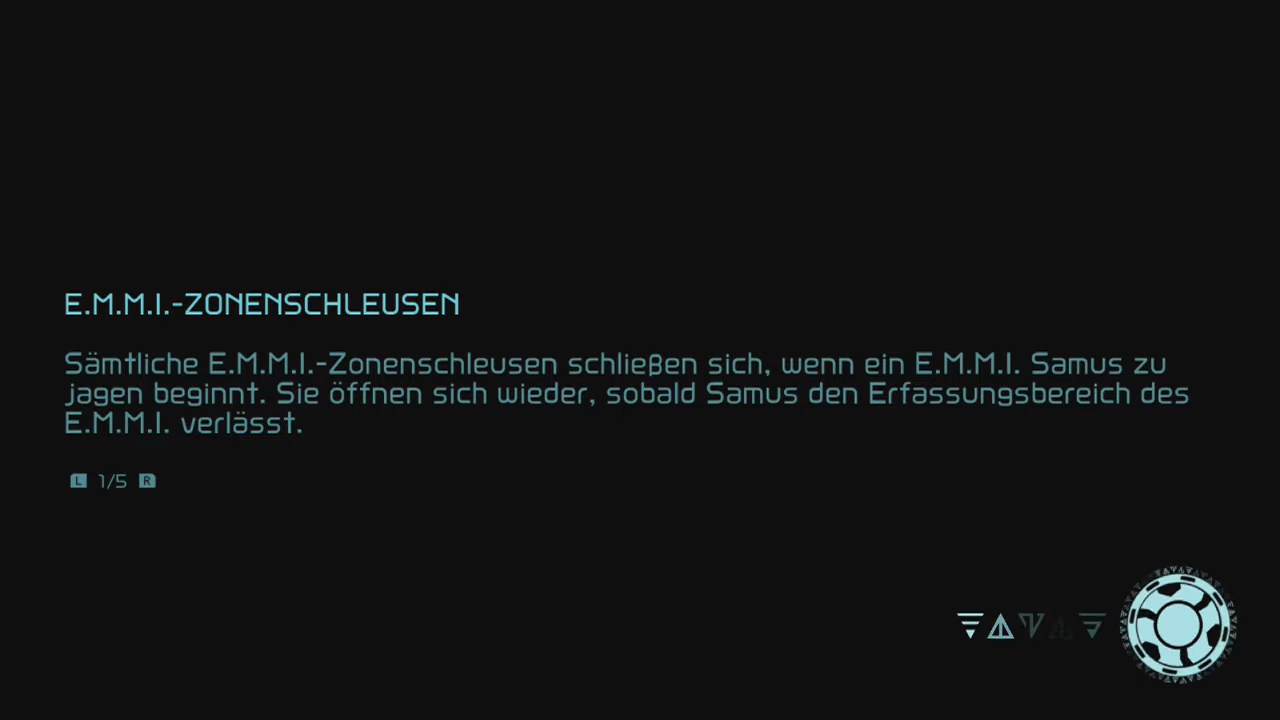 E.M.M.I.-ZONENSCHLEUSEN
Sämtliche E.M.M.I.-Zonenschleusen schließen sich, wenn ein E.M.M.I. Samus zu
jagen beginnt. Sie öffnen sich wieder, sobald Samus den Erfassungsbereich des
E.M.M.I. verlässt.
L 1/5 R